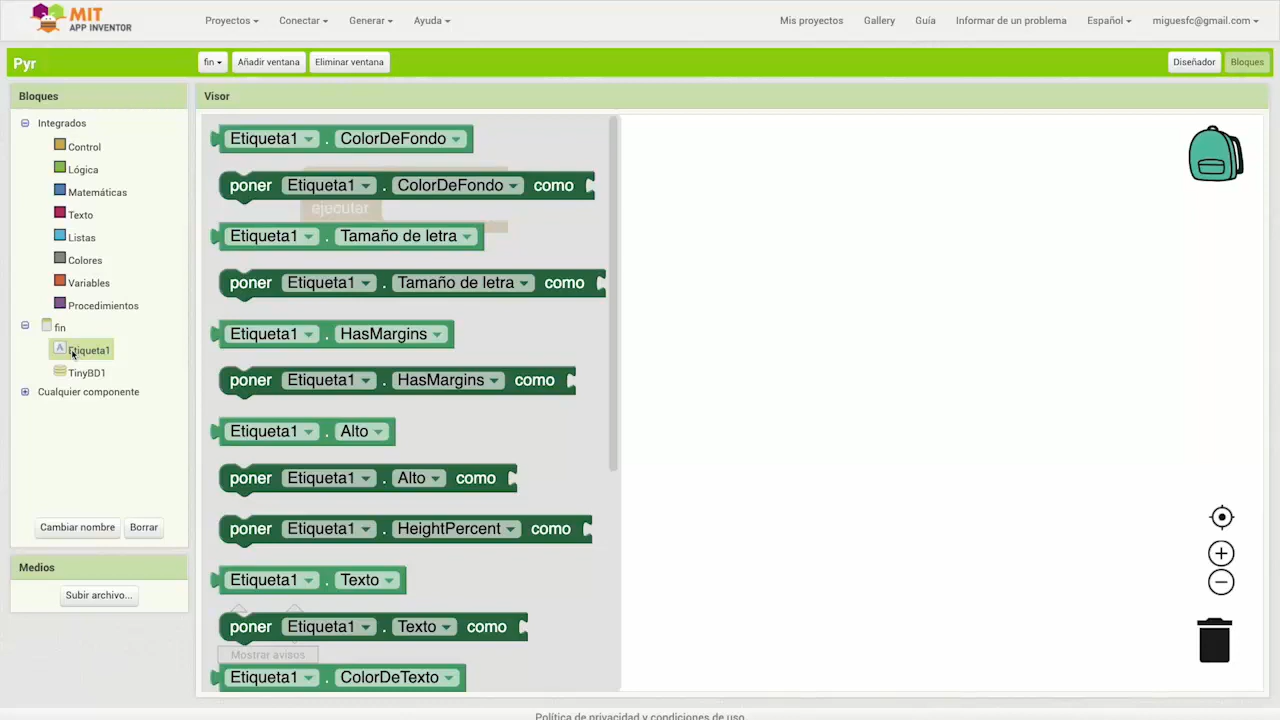 MIT
APP INVENTOR
Proyectos Conectar Generar Ayuda Mis proyectos Gallery Guía Informar de un problema Español miguesfc@gmail.com
Pyr fin Añadir ventana Eliminar ventana Diseñador Bloques
Bloques
Visor
Integrados
Control
Lógica
Matemáticas
Texto
Listas
Colores
Variables
Procedimientos
fin
Etiqueta1
TinyBD1
Cualquier componente
Cambiar nombre Borrar
Medios
Subir archivo...
Etiqueta1 . ColorDeFondo
poner Etiqueta1 . ColorDeFondo como
ejecutar
Etiqueta1 . Tamaño de letra
poner Etiqueta1 . Tamaño de letra como
Etiqueta1 . HasMargins
poner Etiqueta1 . HasMargins como
Etiqueta1 . Alto
poner Etiqueta1 . Alto como
poner Etiqueta1 . HeightPercent como
Etiqueta1 . Texto
poner Etiqueta1 . Texto como
Mostrar avisos
Etiqueta1 . ColorDeTexto
Política de privacidad y condiciones de uso